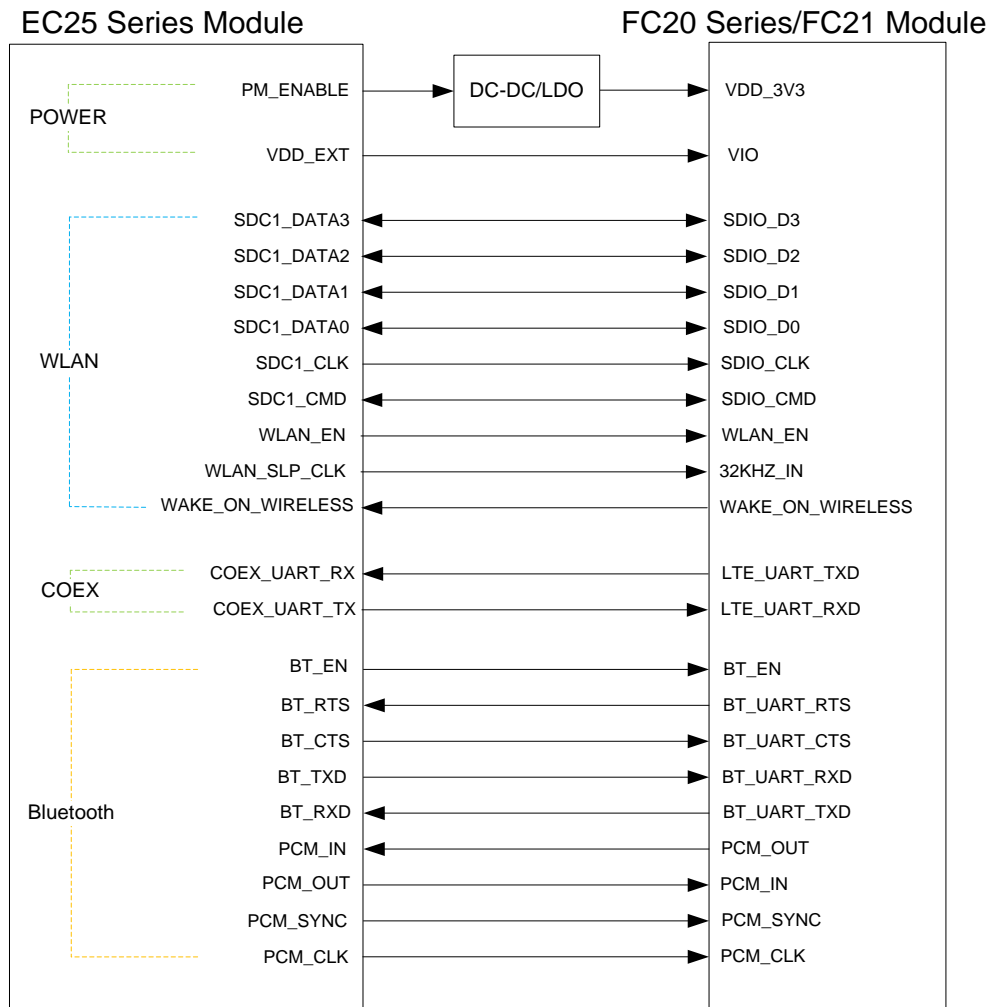 EC25 Series Module
FC20 Series/FC21 Module
POWER
PM_ENABLE DC-DC/LDO VDD_3V3
VDD_EXT VIO
WLAN
SDC1_DATA3 SDIO_D3
SDC1_DATA2 SDIO_D2
SDC1_DATA1 SDIO_D1
SDC1_DATA0 SDIO_D0
SDC1_CLK SDIO_CLK
SDC1_CMD SDIO_CMD
WLAN_EN WLAN_EN
WLAN_SLP_CLK 32KHZ_IN
WAKE_ON_WIRELESS WAKE_ON_WIRELESS
COEX
COEX_UART_RX LTE_UART_TXD
COEX_UART_TX LTE_UART_RXD
Bluetooth
BT_EN BT_EN
BT_RTS BT_UART_RTS
BT_CTS BT_UART_CTS
BT_TXD BT_UART_RXD
BT_RXD BT_UART_TXD
PCM_IN PCM_OUT
PCM_OUT PCM_IN
PCM_SYNC PCM_SYNC
PCM_CLK PCM_CLK